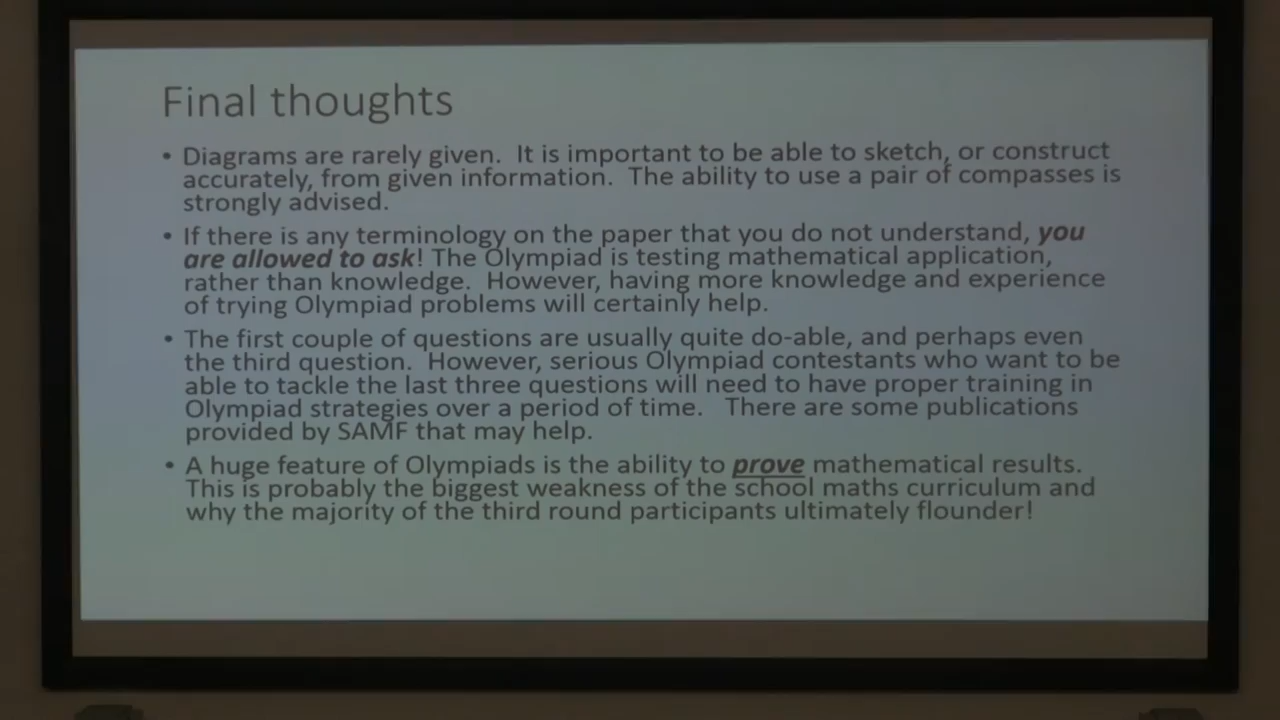 Final thoughts
• Diagrams are rarely given. It is important to be able to sketch, or construct
accurately, from given information. The ability to use a pair of compasses is
strongly advised.
• If there is any terminology on the paper that you do not understand, you
are allowed to ask! The Olympiad is testing mathematical application,
rather than knowledge. However, having more knowledge and experience
of trying Olympiad problems will certainly help.
• The first couple of questions are usually quite do-able, and perhaps even
the third question. However, serious Olympiad contestants who want to be
able to tackle the last three questions will need to have proper training in
Olympiad strategies over a period of time. There are some publications
provided by SAMF that may help.
• A huge feature of Olympiads is the ability to prove mathematical results.
This is probably the biggest weakness of the school maths curriculum and
why the majority of the third round participants ultimately flounder!